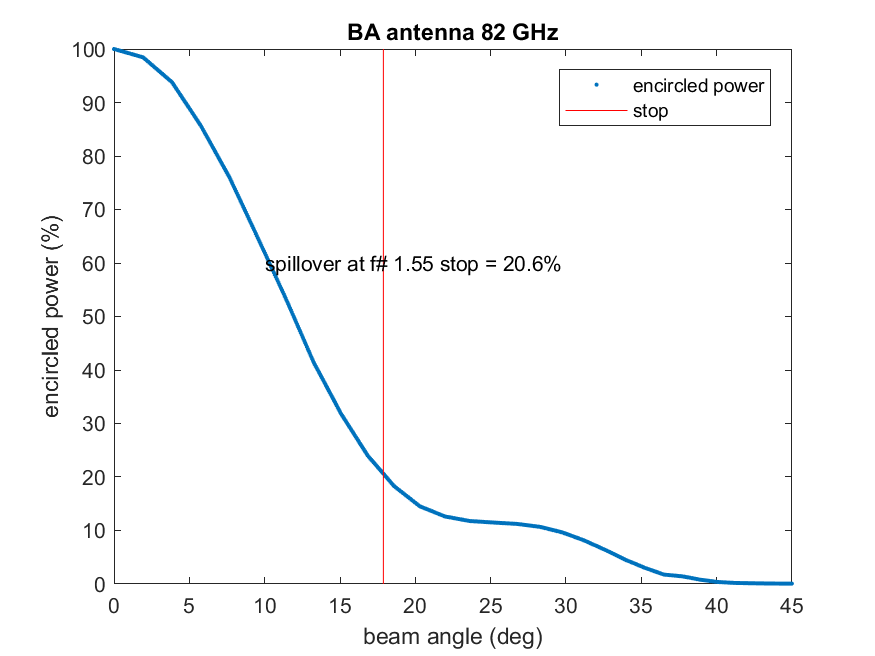 BA antenna 82 GHz
encircled power
stop
100
90
80
70
60
50
40
30
20
10
0
encircled power (%)
spillover at f# 1.55 stop = 20.6%
0 5 10 15 20 25 30 35 40 45
beam angle (deg)